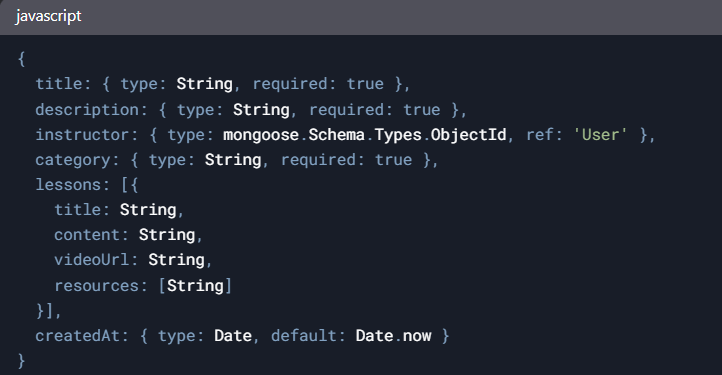 javascript
{
  title: { type: String, required: true },
  description: { type: String, required: true },
  instructor: { type: mongoose.Schema.Types.ObjectId, ref: 'User' },
  category: { type: String, required: true },
  lessons: [{
    title: String,
    content: String,
    videoUrl: String,
    resources: [String]
  }],
  createdAt: { type: Date, default: Date.now }
}